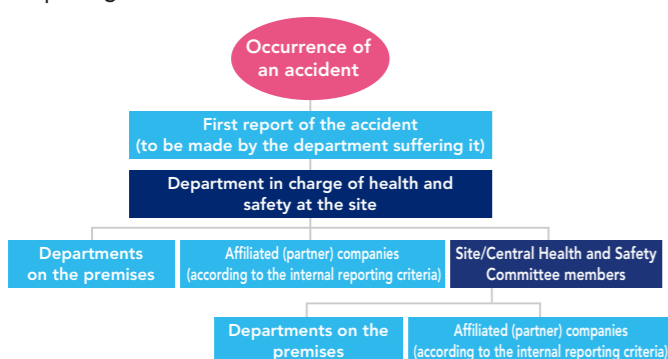 Occurrence of
an accident
First report of the accident
(to be made by the department suffering it)
Department in charge of health and
safety at the site
Departments
on the premises
Affiliated (partner) companies
(according to the internal reporting criteria)
Site/Central Health and Safety
Committee members
Departments on the
premises
Affiliated (partner) companies
(according to the internal reporting criteria)